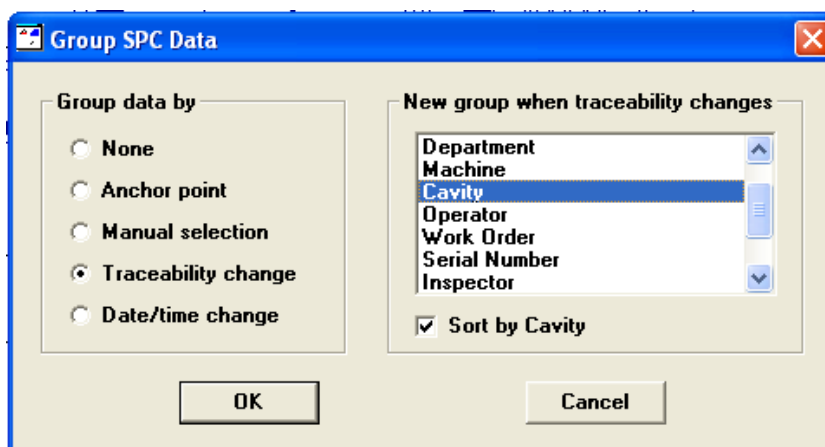 Group SPC Data
Group data by
None
Anchor point
Manual selection
Traceability change
Date/time change
New group when traceability changes
Department
Machine
Cavity
Operator
Work Order
Serial Number
Inspector
Sort by Cavity
OK
Cancel